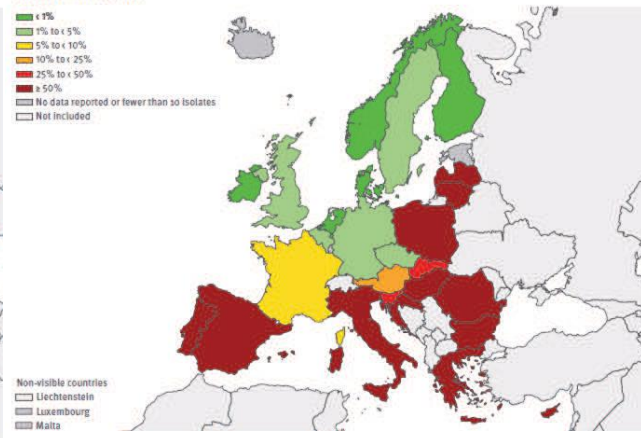 < 1%
1% to < 5%
5% to < 10%
10% to < 25%
25% to < 50%
≥ 50%
No data reported or fewer than 10 isolates
Not included
Non-visible countries
Liechtenstein
Luxembourg
Malta